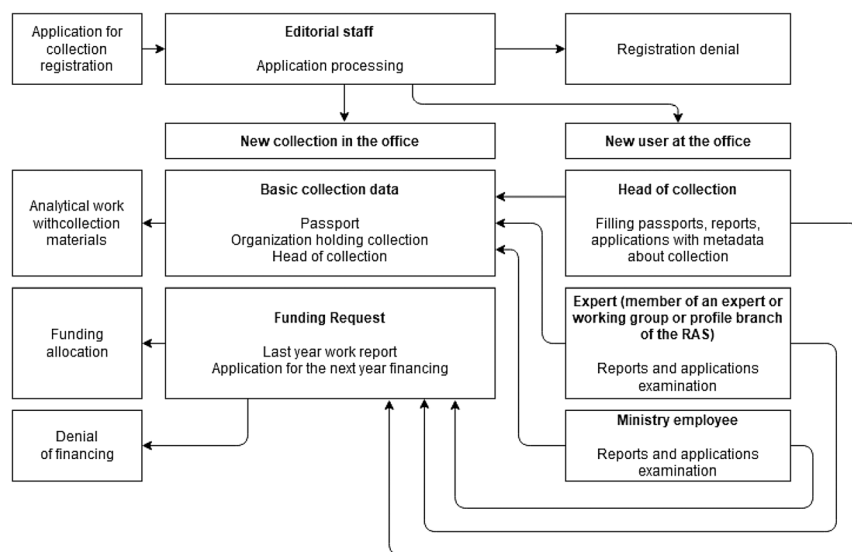 Application for
collection
registration
Editorial staff
Application processing
Registration denial
New collection in the office
New user at the office
Analytical work
withcollection
materials
Basic collection data
Passport
Organization holding collection
Head of collection
Head of collection
Filling passports, reports,
applications with metadata
about collection
Funding
allocation
Funding Request
Last year work report
Application for the next year financing
Expert (member of an expert or
working group or profile branch
of the RAS)
Reports and applications
examination
Denial
of financing
Ministry employee
Reports and applications
examination